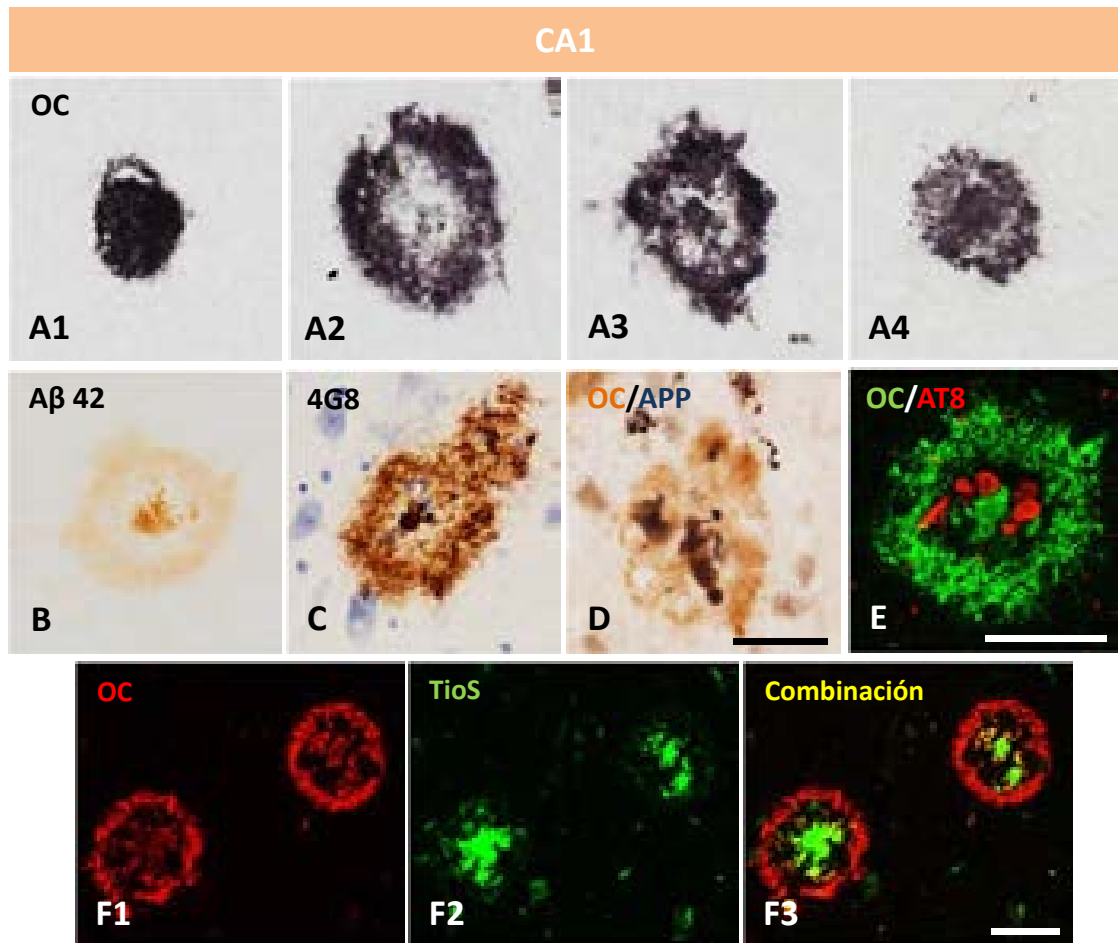 CA1
OC
A1
A2
A3
A4
Aβ 42
4G8
OC/APP
OC/AT8
B
C
D
E
OC
TioS
Combinación
F1
F2
F3